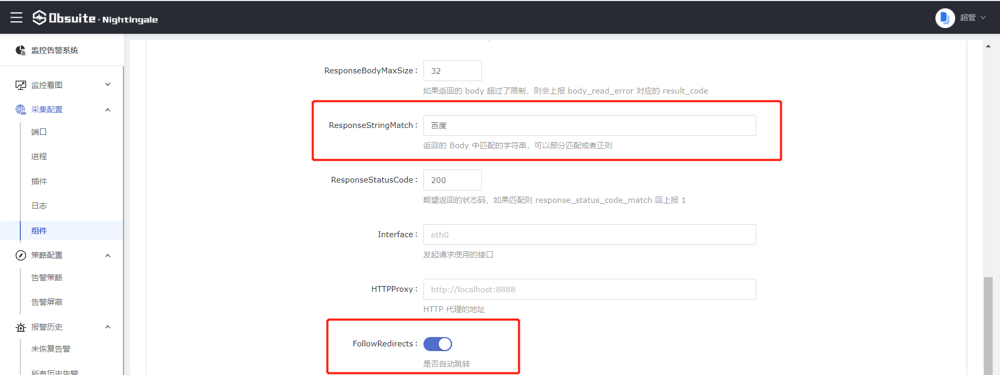 Obsuite · Nightingale
超管
监控告警系统
监控看图
采集配置
端口
进程
插件
日志
组件
策略配置
告警策略
告警屏蔽
报警历史
未恢复告警
所有历史告警
ResponseBodyMaxSize : 32
如果返回的 body 超过了限制，则会上报 body_read_error 对应的 result_code
ResponseStringMatch : 百度
返回的 Body 中匹配的字符串，可以部分匹配或者正则
ResponseStatusCode : 200
期望返回的状态码，如果匹配则 response_status_code_match 回上报 1
Interface : eth0
发起请求使用的接口
HTTPProxy : http://localhost:8888
HTTP 代理的地址
FollowRedirects :
是否自动跳转